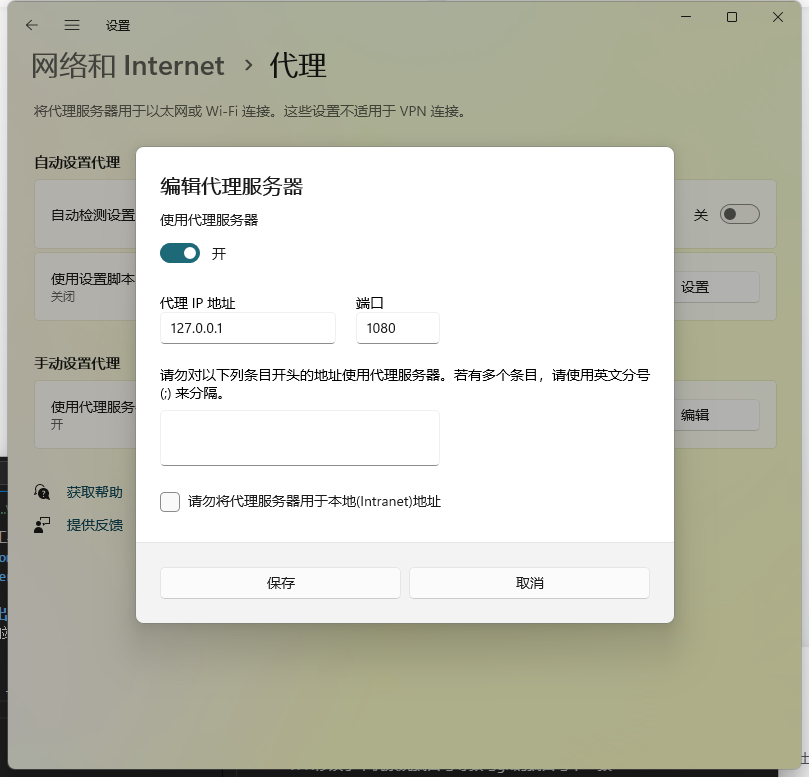 设置
网络和 Internet › 代理
将代理服务器用于以太网或 Wi-Fi 连接。这些设置不适用于 VPN 连接。
自动设置代理
自动检测设置
关
使用设置脚本
关闭
设置
手动设置代理
使用代理服务
开
编辑
获取帮助
提供反馈
编辑代理服务器
使用代理服务器
开
代理 IP 地址
端口
127.0.0.1
1080
请勿对以下列条目开头的地址使用代理服务器。若有多个条目，请使用英文分号
(;) 来分隔。
请勿将代理服务器用于本地(Intranet)地址
保存
取消